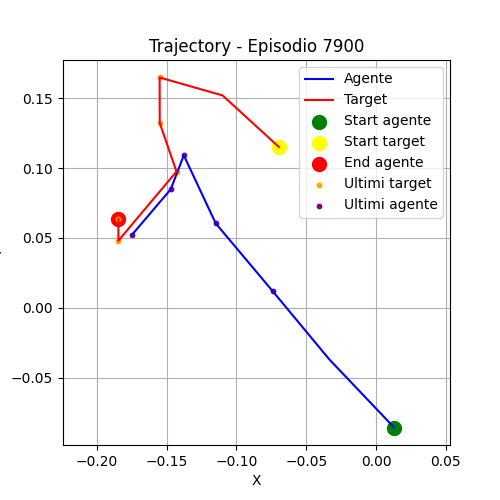 Trajectory - Episodio 7900
Agente
Target
Start agente
Start target
End agente
Ultimi target
Ultimi agente
0.15
0.10
0.05
0.00
−0.05
−0.20
−0.15
−0.10
−0.05
0.00
0.05
X